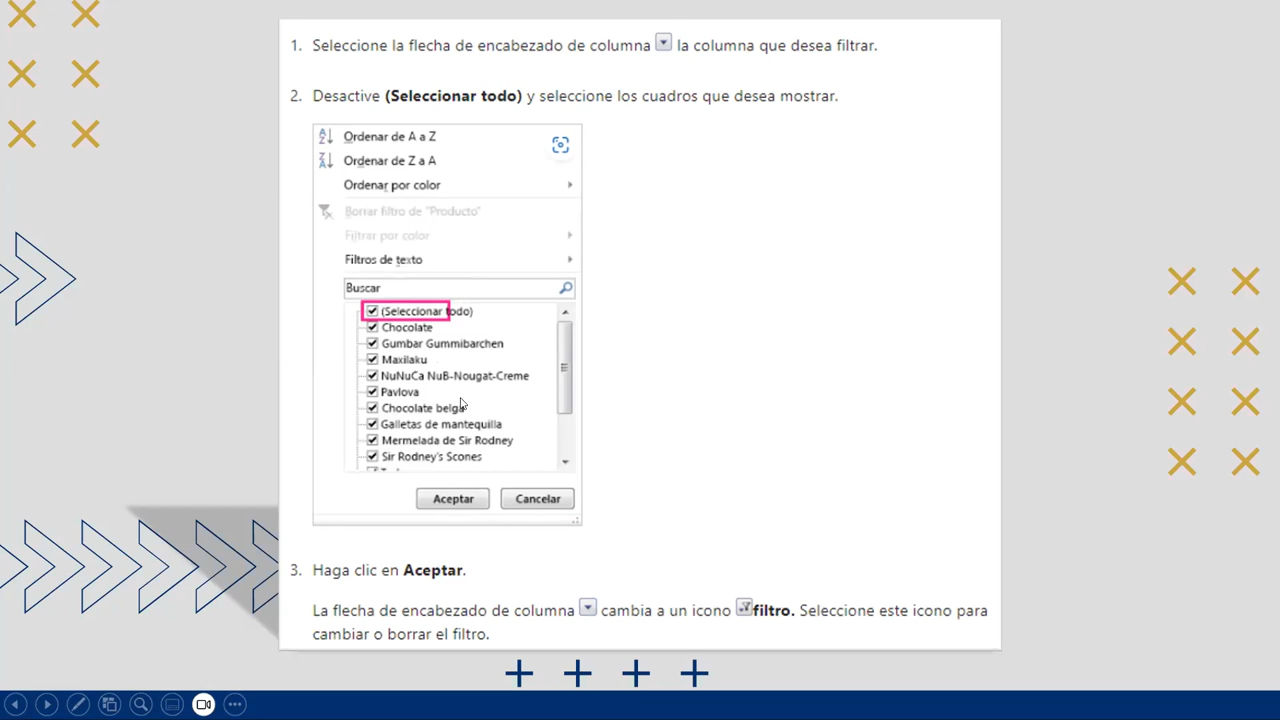 1. Seleccione la flecha de encabezado de columna la columna que desea filtrar.
2. Desactive (Seleccionar todo) y seleccione los cuadros que desea mostrar.
Ordenar de A a Z
Ordenar de Z a A
Ordenar por color
Borrar filtro de "Producto"
Filtrar por color
Filtros de texto
Buscar
(Seleccionar todo)
Chocolate
Gumbar Gummibarchen
Maxilaku
NuNuCa NuB-Nougat-Creme
Pavlova
Chocolate belga
Galletas de mantequilla
Mermelada de Sir Rodney
Sir Rodney's Scones
Aceptar Cancelar
3. Haga clic en Aceptar.
La flecha de encabezado de columna cambia a un icono filtro. Seleccione este icono para
cambiar o borrar el filtro.